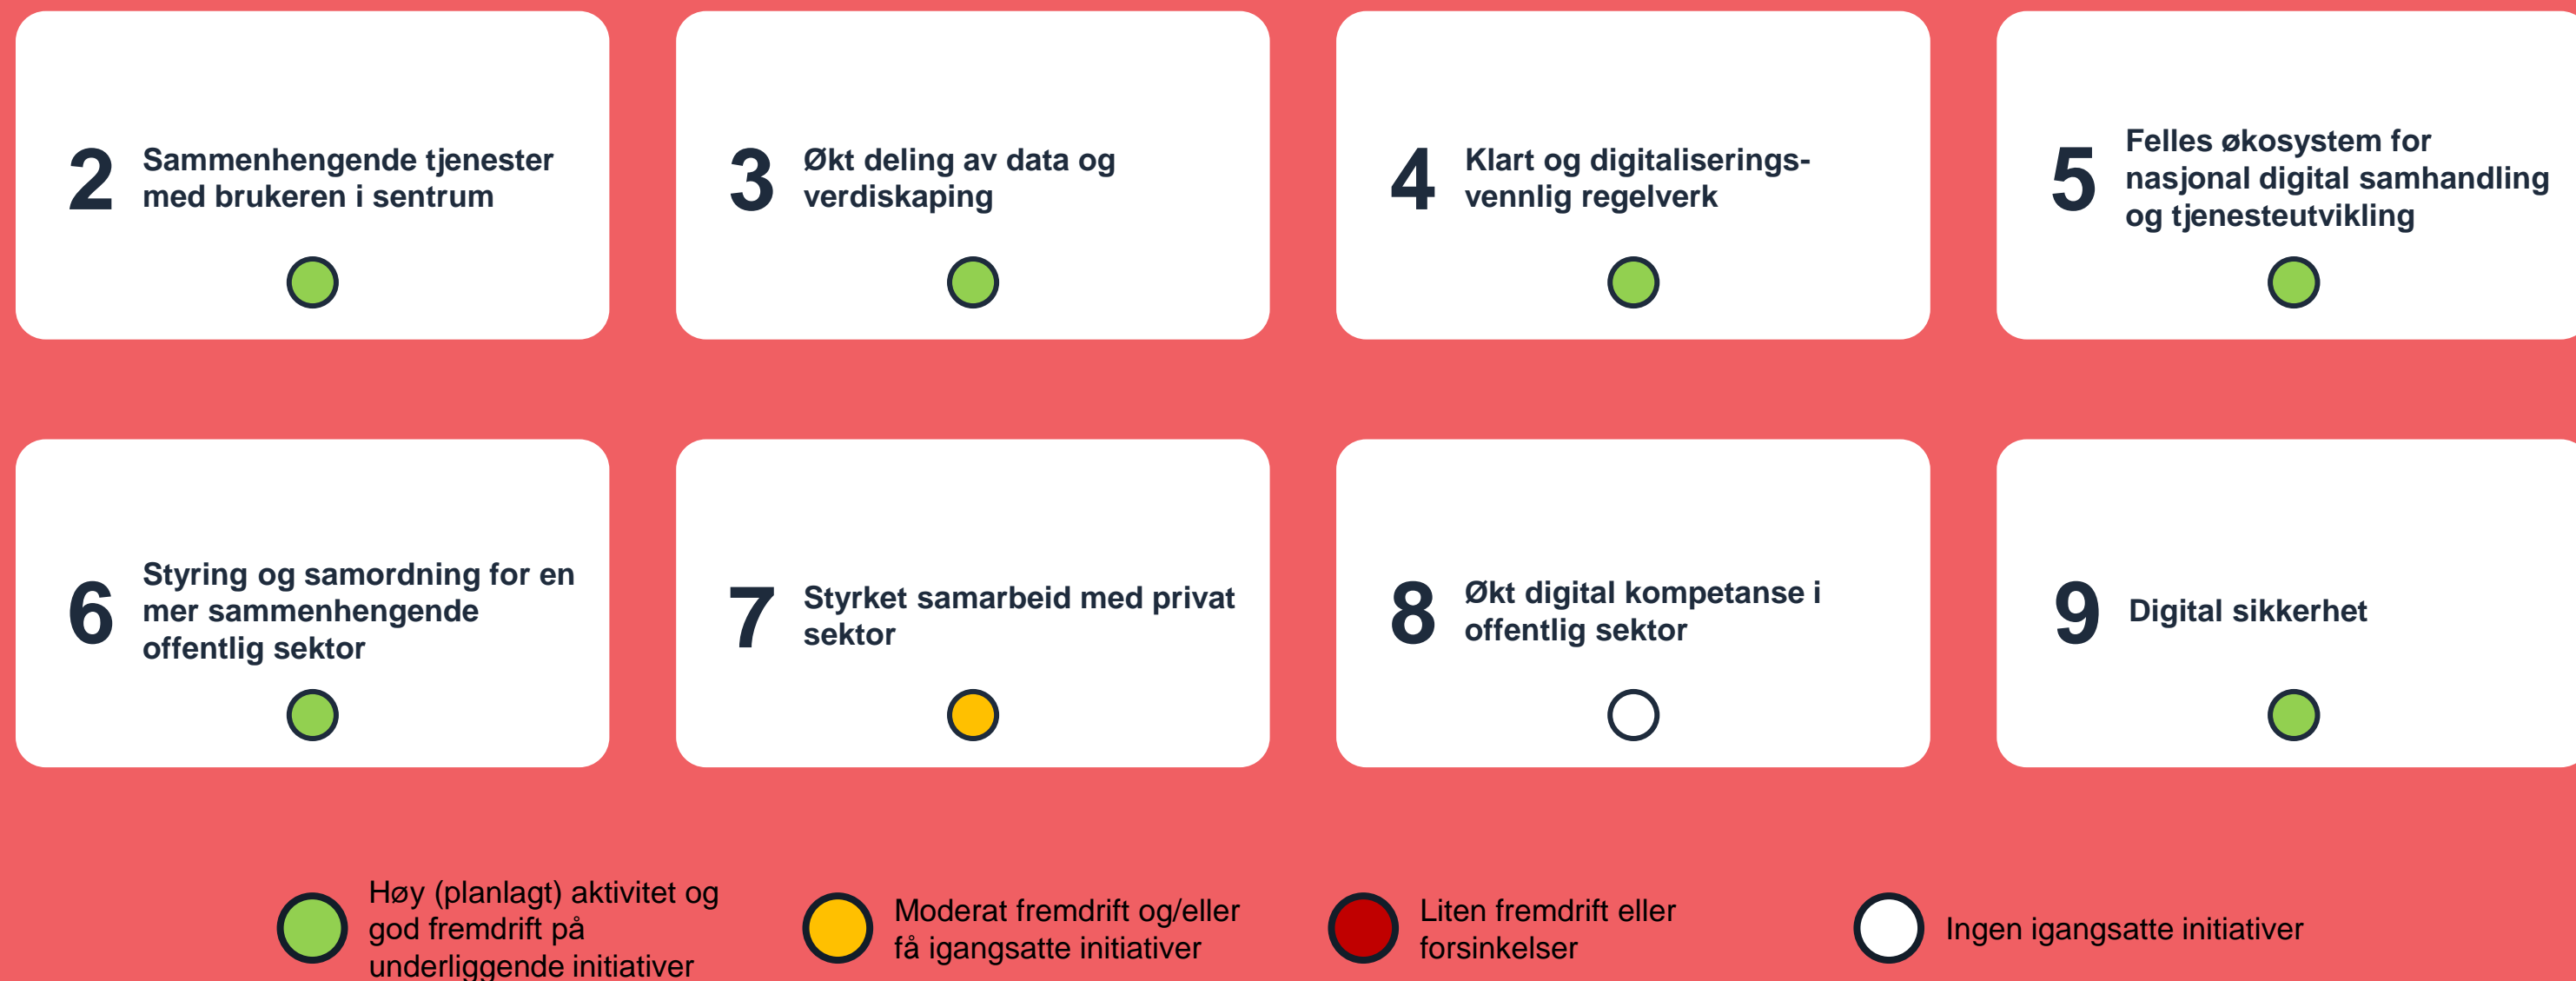 2
Sammenhengende tjenester
med brukeren i sentrum
3
Økt deling av data og
verdiskaping
4
Klart og digitaliserings-
vennlig regelverk
5
Felles økosystem for
nasjonal digital samhandling
og tjenesteutvikling
6
Styring og samordning for en
mer sammenhengende
offentlig sektor
7
Styrket samarbeid med privat
sektor
8
Økt digital kompetanse i
offentlig sektor
9
Digital sikkerhet
Høy (planlagt) aktivitet og
god fremdrift på
underliggende initiativer
Moderat fremdrift og/eller
få igangsatte initiativer
Liten fremdrift eller
forsinkelser
Ingen igangsatte initiativer